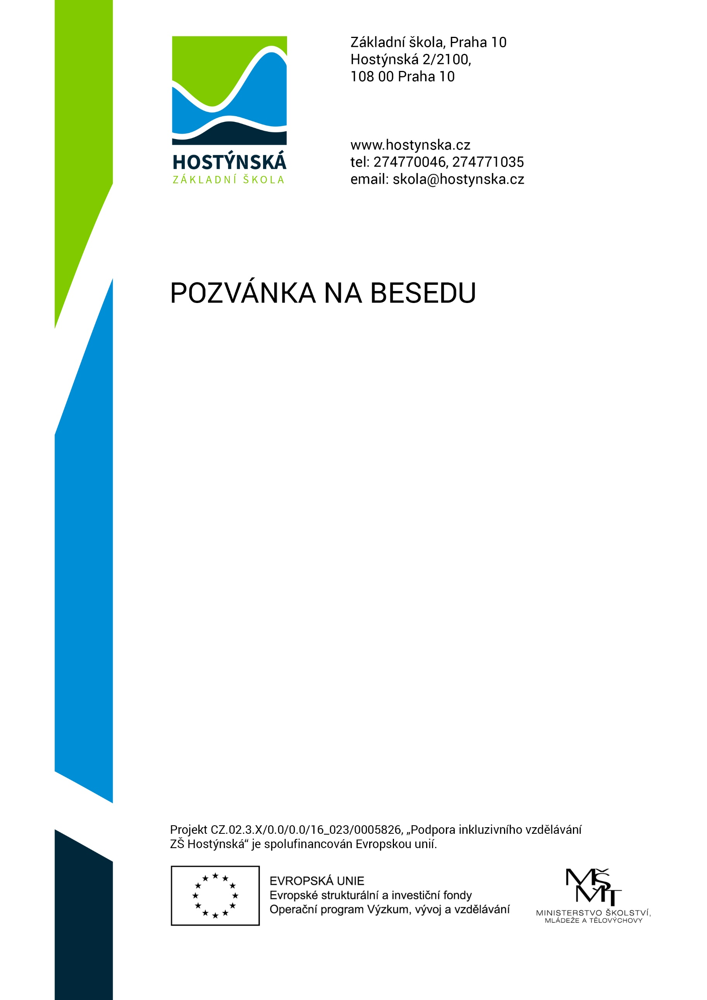 Základní škola, Praha 10
Hostýnská 2/2100,
108 00 Praha 10
HOSTÝNSKÁ
ZÁKLADNÍ ŠKOLA
www.hostynska.cz
tel: 274770046, 274771035
email: skola@hostynska.cz
POZVÁNKA NA BESEDU
Projekt CZ.02.3.X/0.0/0.0/16_023/0005826, „Podpora inkluzivního vzdělávání
ZŠ Hostýnská“ je spolufinancován Evropskou unií.
EVROPSKÁ UNIE
Evropské strukturální a investiční fondy
Operační program Výzkum, vývoj a vzdělávání
MŠMT
MINISTERSTVO ŠKOLSTVÍ,
MLÁDEŽE A TĚLOVÝCHOVY